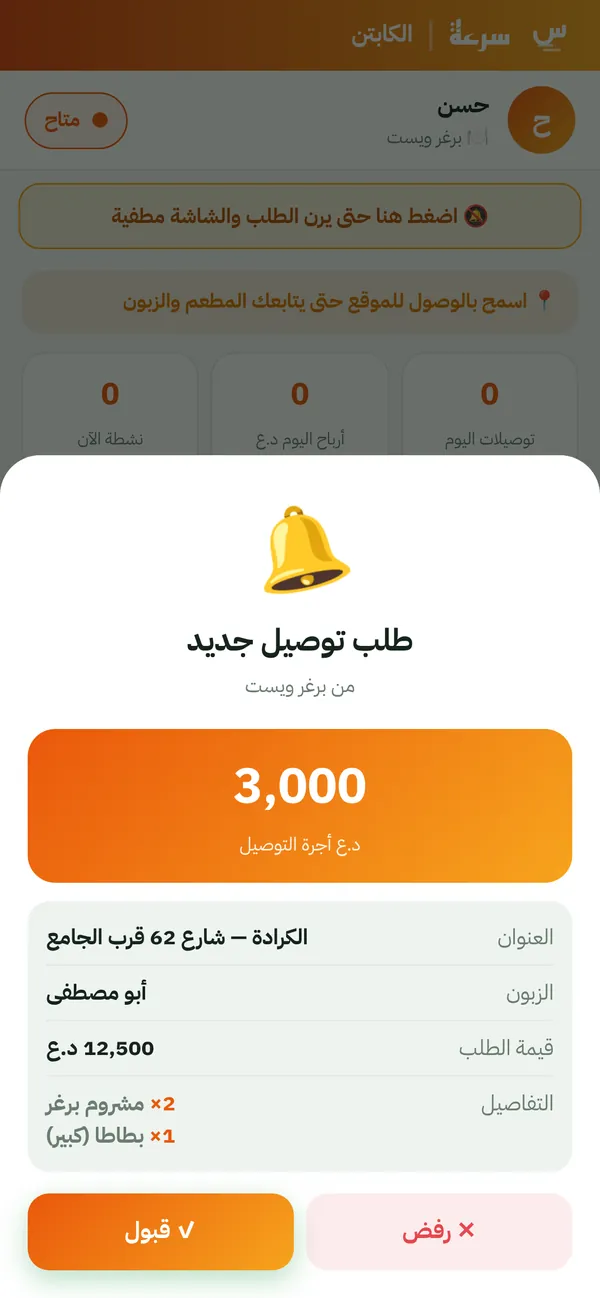 س سرعة | الكابتن
ح
حسن
برغر ويست
متاح
اضغط هنا حتى يرن الطلب والشاشة مطفية
اسمح بالوصول للموقع حتى يتابعك المطعم والزبون
0
توصيلات اليوم
0
أرباح اليوم د.ع
0
نشطة الآن
طلب توصيل جديد
من برغر ويست
3,000
د.ع أجرة التوصيل
العنوان الكرادة — شارع 62 قرب الجامع
الزبون أبو مصطفى
قيمة الطلب 12,500 د.ع
التفاصيل 2× مشروم برغر
1× بطاطا (كبير)
✕ رفض
✓ قبول